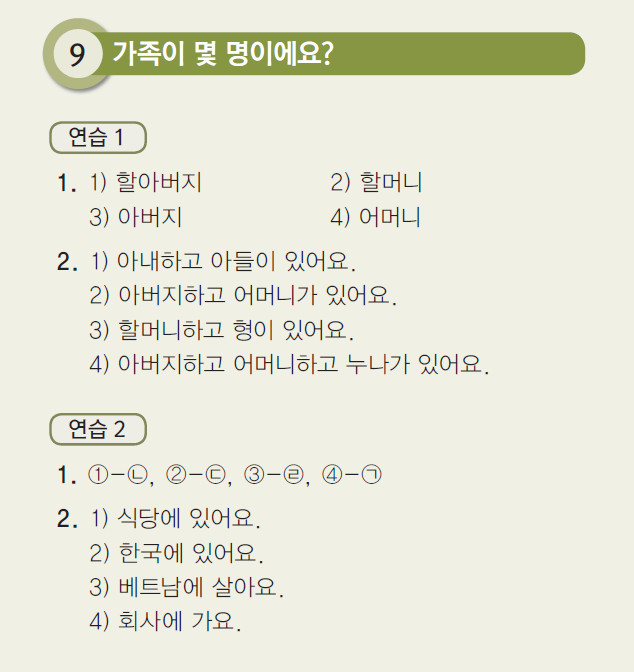 9 가족이 몇 명이에요?
연습 1
1. 1) 할아버지 2) 할머니
3) 아버지 4) 어머니
2. 1) 아내하고 아들이 있어요.
2) 아버지하고 어머니가 있어요.
3) 할머니하고 형이 있어요.
4) 아버지하고 어머니하고 누나가 있어요.
연습 2
1. ①-㉡, ②-㉢, ③-㉣, ④-㉠
2. 1) 식당에 있어요.
2) 한국에 있어요.
3) 베트남에 살아요.
4) 회사에 가요.